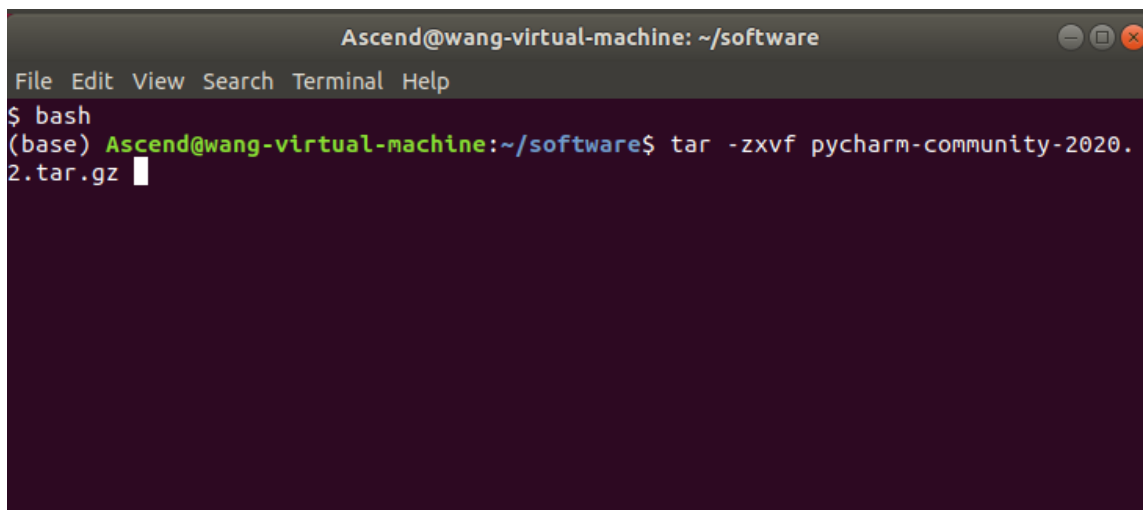 Ascend@wang-virtual-machine: ~/software
File Edit View Search Terminal Help
$ bash
(base) Ascend@wang-virtual-machine:~/software$ tar -zxvf pycharm-community-2020.
2.tar.gz